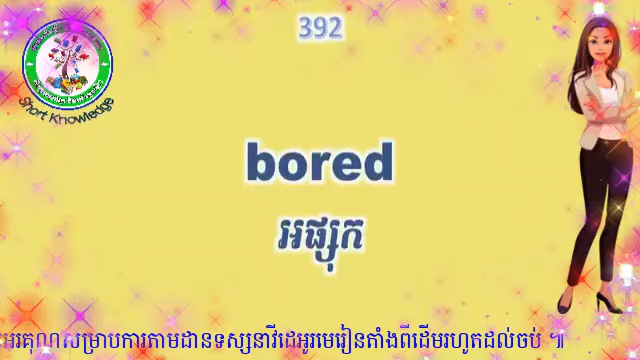 392
Short Knowledge
bored
អផ្សុក
អរគុណសម្រាប់ការតាមដានទស្សនាវីដេអូរមេរៀនតាំងពីដើមរហូតដល់ចប់ ៕